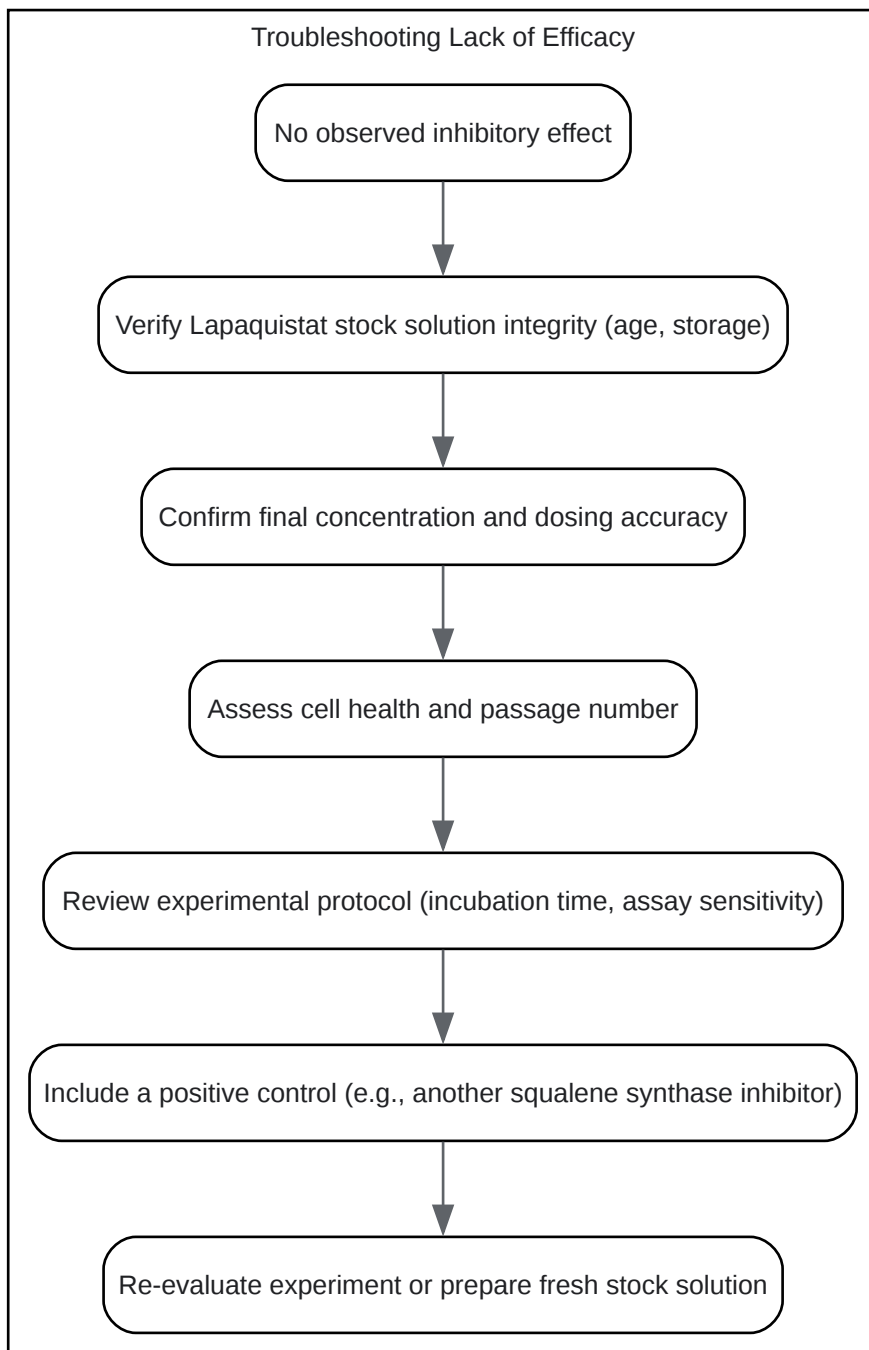 Troubleshooting Lack of Efficacy
No observed inhibitory effect
Verify Lapaquistat stock solution integrity (age, storage)
Confirm final concentration and dosing accuracy
Assess cell health and passage number
Review experimental protocol (incubation time, assay sensitivity)
Include a positive control (e.g., another squalene synthase inhibitor)
Re-evaluate experiment or prepare fresh stock solution